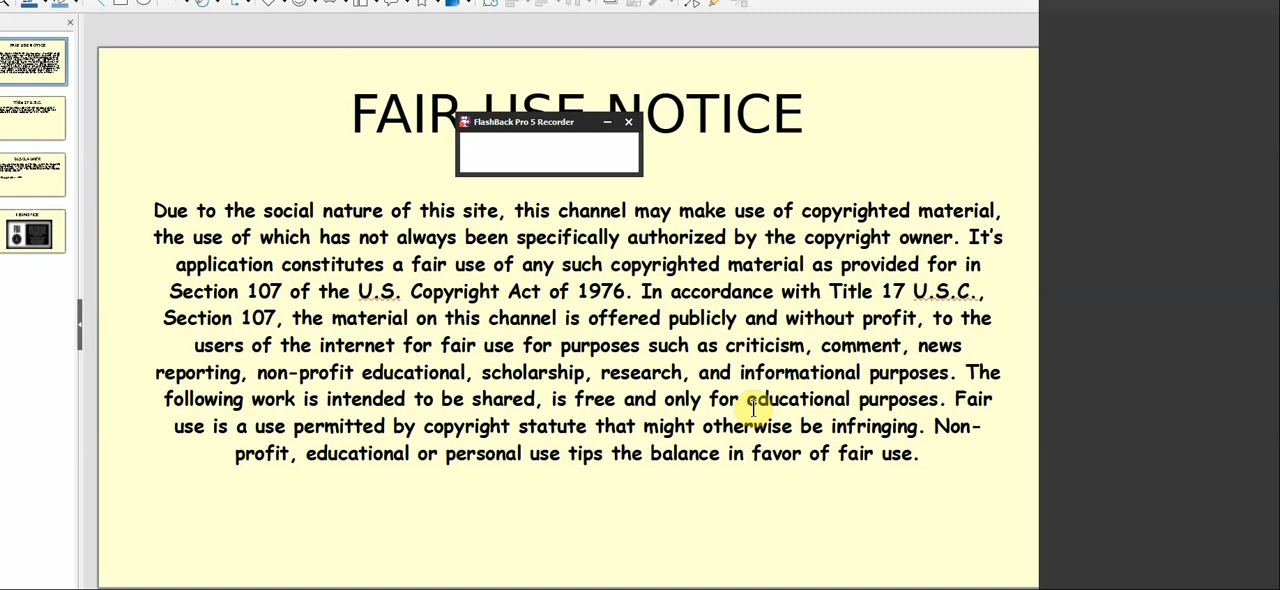 FAIR USE NOTICE
FlashBack Pro 5 Recorder
Due to the social nature of this site, this channel may make use of copyrighted material,
the use of which has not always been specifically authorized by the copyright owner. It's
application constitutes a fair use of any such copyrighted material as provided for in
Section 107 of the U.S. Copyright Act of 1976. In accordance with Title 17 U.S.C.,
Section 107, the material on this channel is offered publicly and without profit, to the
users of the internet for fair use for purposes such as criticism, comment, news
reporting, non-profit educational, scholarship, research, and informational purposes. The
following work is intended to be shared, is free and only for educational purposes. Fair
use is a use permitted by copyright statute that might otherwise be infringing. Non-
profit, educational or personal use tips the balance in favor of fair use.